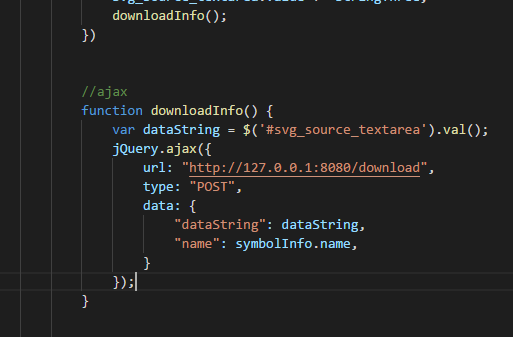 downloadInfo();
})
//ajax
function downloadInfo() {
var dataString = $('#svg_source_textarea').val();
jQuery.ajax({
url: "http://127.0.0.1:8080/download",
type: "POST",
data: {
"dataString": dataString,
"name": symbolInfo.name,
}
});
}